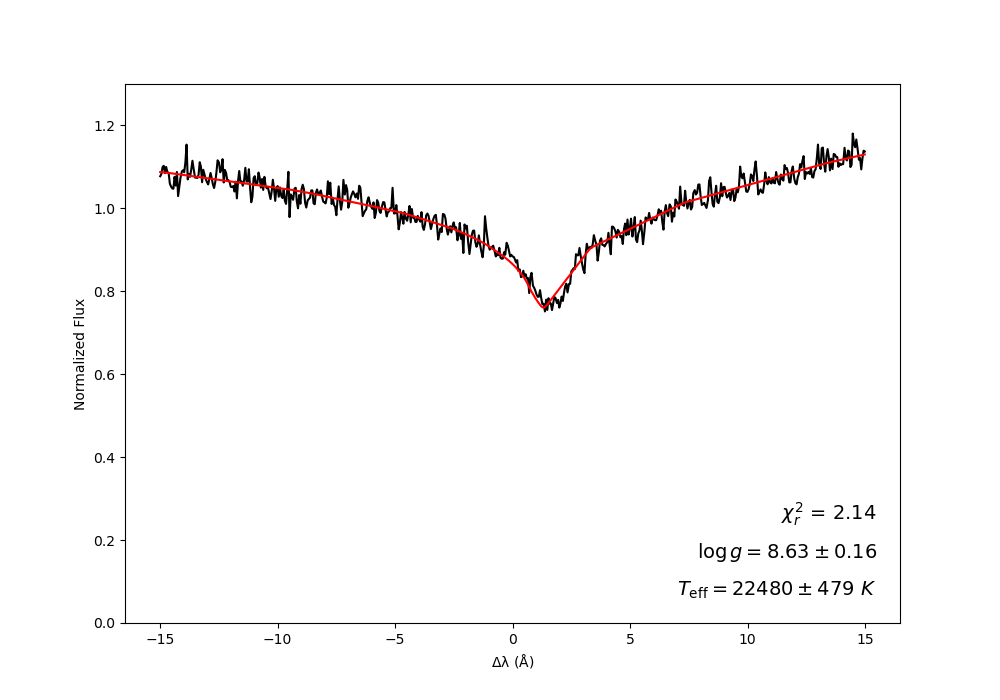 1.2
1.0
0.8
0.6
0.4
0.2
0.0
Normalized Flux
χ²ᵣ = 2.14
log g = 8.63 ± 0.16
T_eff = 22480 ± 479 K
−15 −10 −5 0 5 10 15
Δλ (Å)